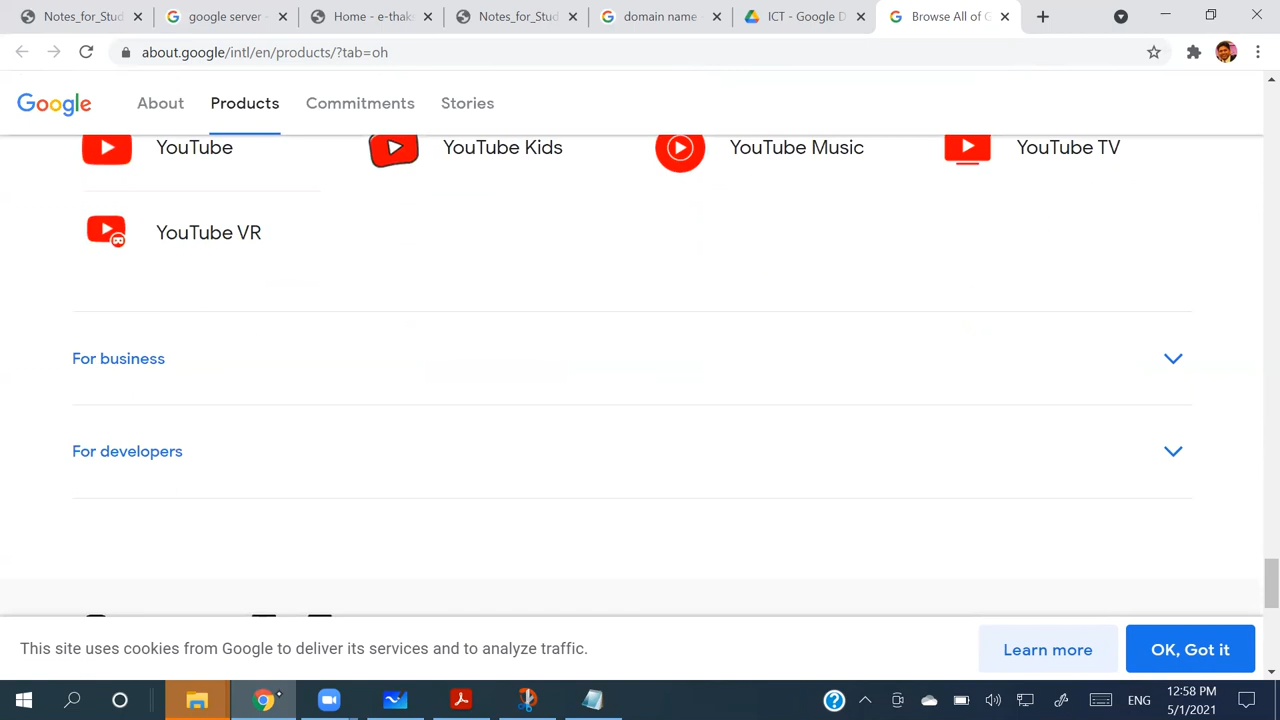 Notes_for_Stud
google server -
Home - e-thak
Notes_for_Stud
domain name
ICT - Google D
Browse All of G
about.google/intl/en/products/?tab=oh
Google
About
Products
Commitments
Stories
YouTube
YouTube Kids
YouTube Music
YouTube TV
YouTube VR
For business
For developers
This site uses cookies from Google to deliver its services and to analyze traffic.
Learn more
OK, Got it
ENG
12:58 PM
5/1/2021